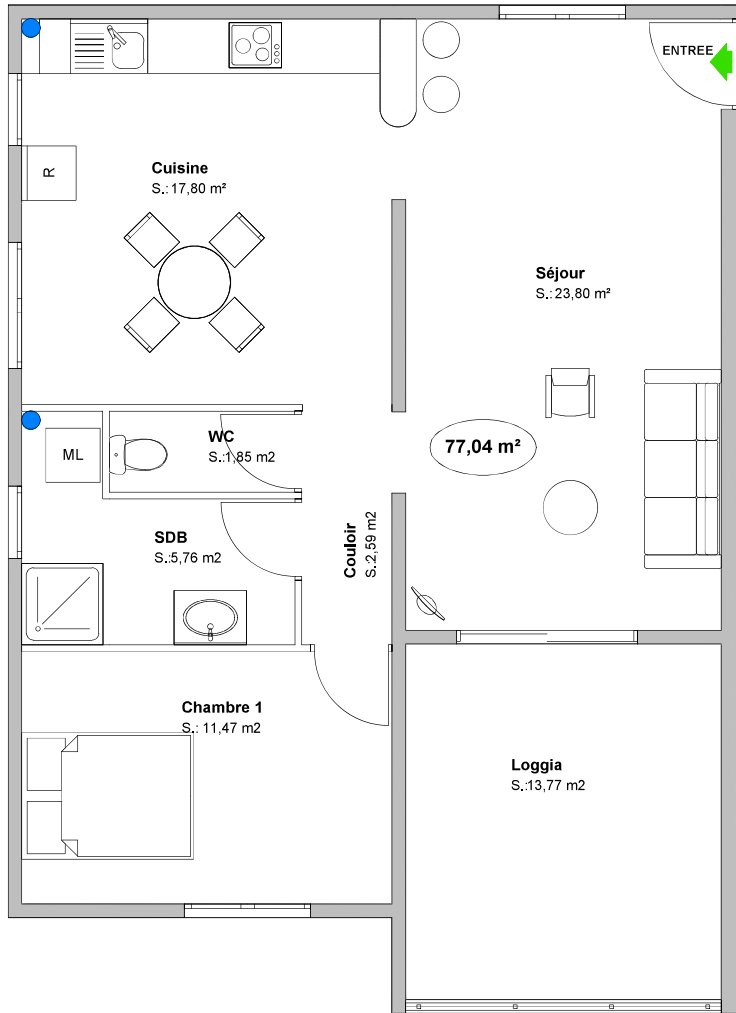 ENTREE
Cuisine
S.:17,80 m²
R
Séjour
S.:23,80 m²
77,04 m²
WC
S.:1,85 m2
ML
SDB
S.:5,76 m2
Couloir
S.:2,59 m2
Chambre 1
S.: 11,47 m2
Loggia
S.:13,77 m2